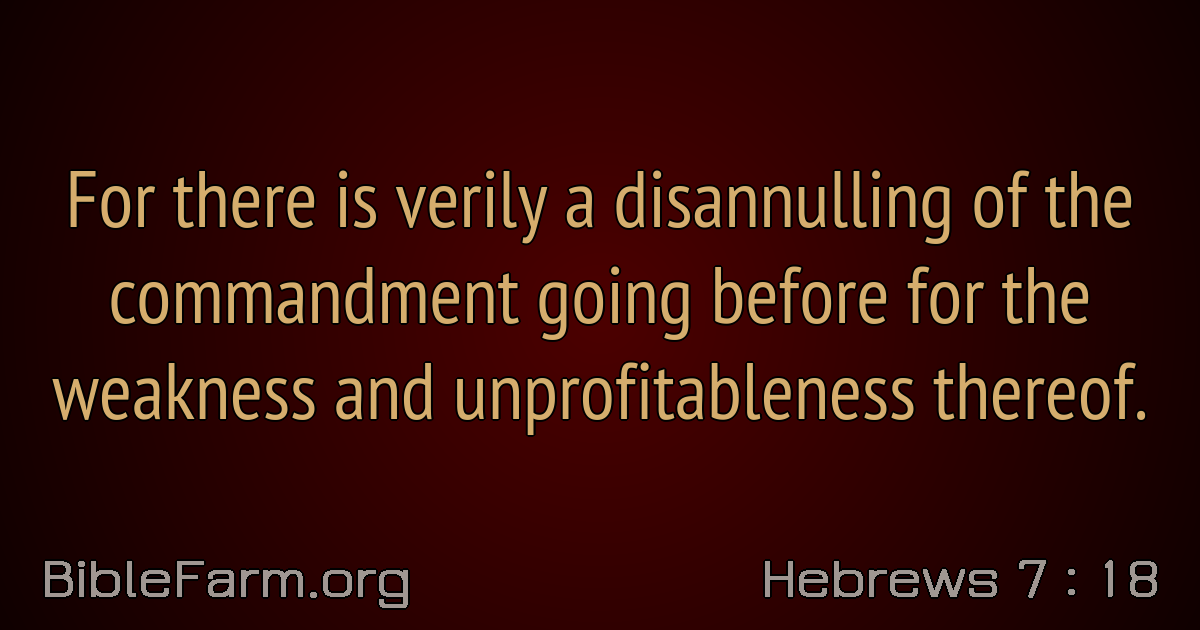 For there is verily a disannulling of the
commandment going before for the
weakness and unprofitableness thereof.
BibleFarm.org
Hebrews 7 : 18